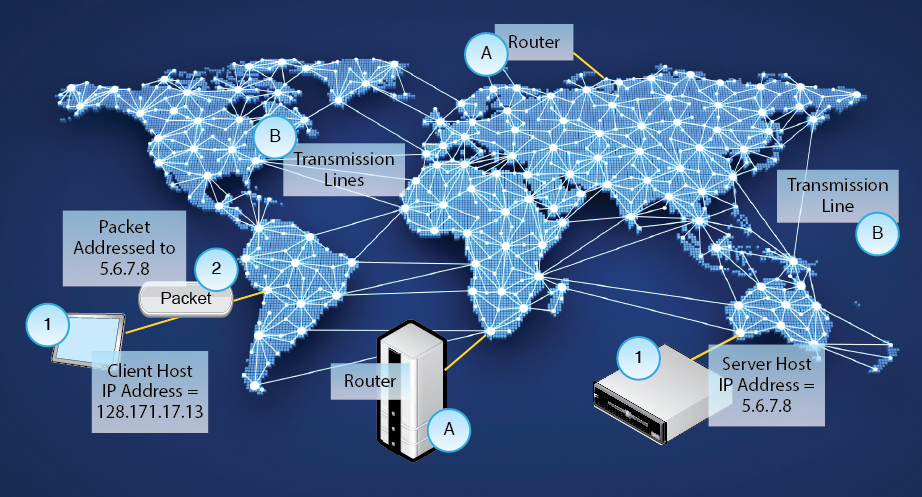 A
Router
B
Transmission
Lines
Transmission
Line
B
Packet
Addressed to
5.6.7.8
2
Packet
1
Client Host
IP Address =
128.171.17.13
Router
A
1
Server Host
IP Address =
5.6.7.8